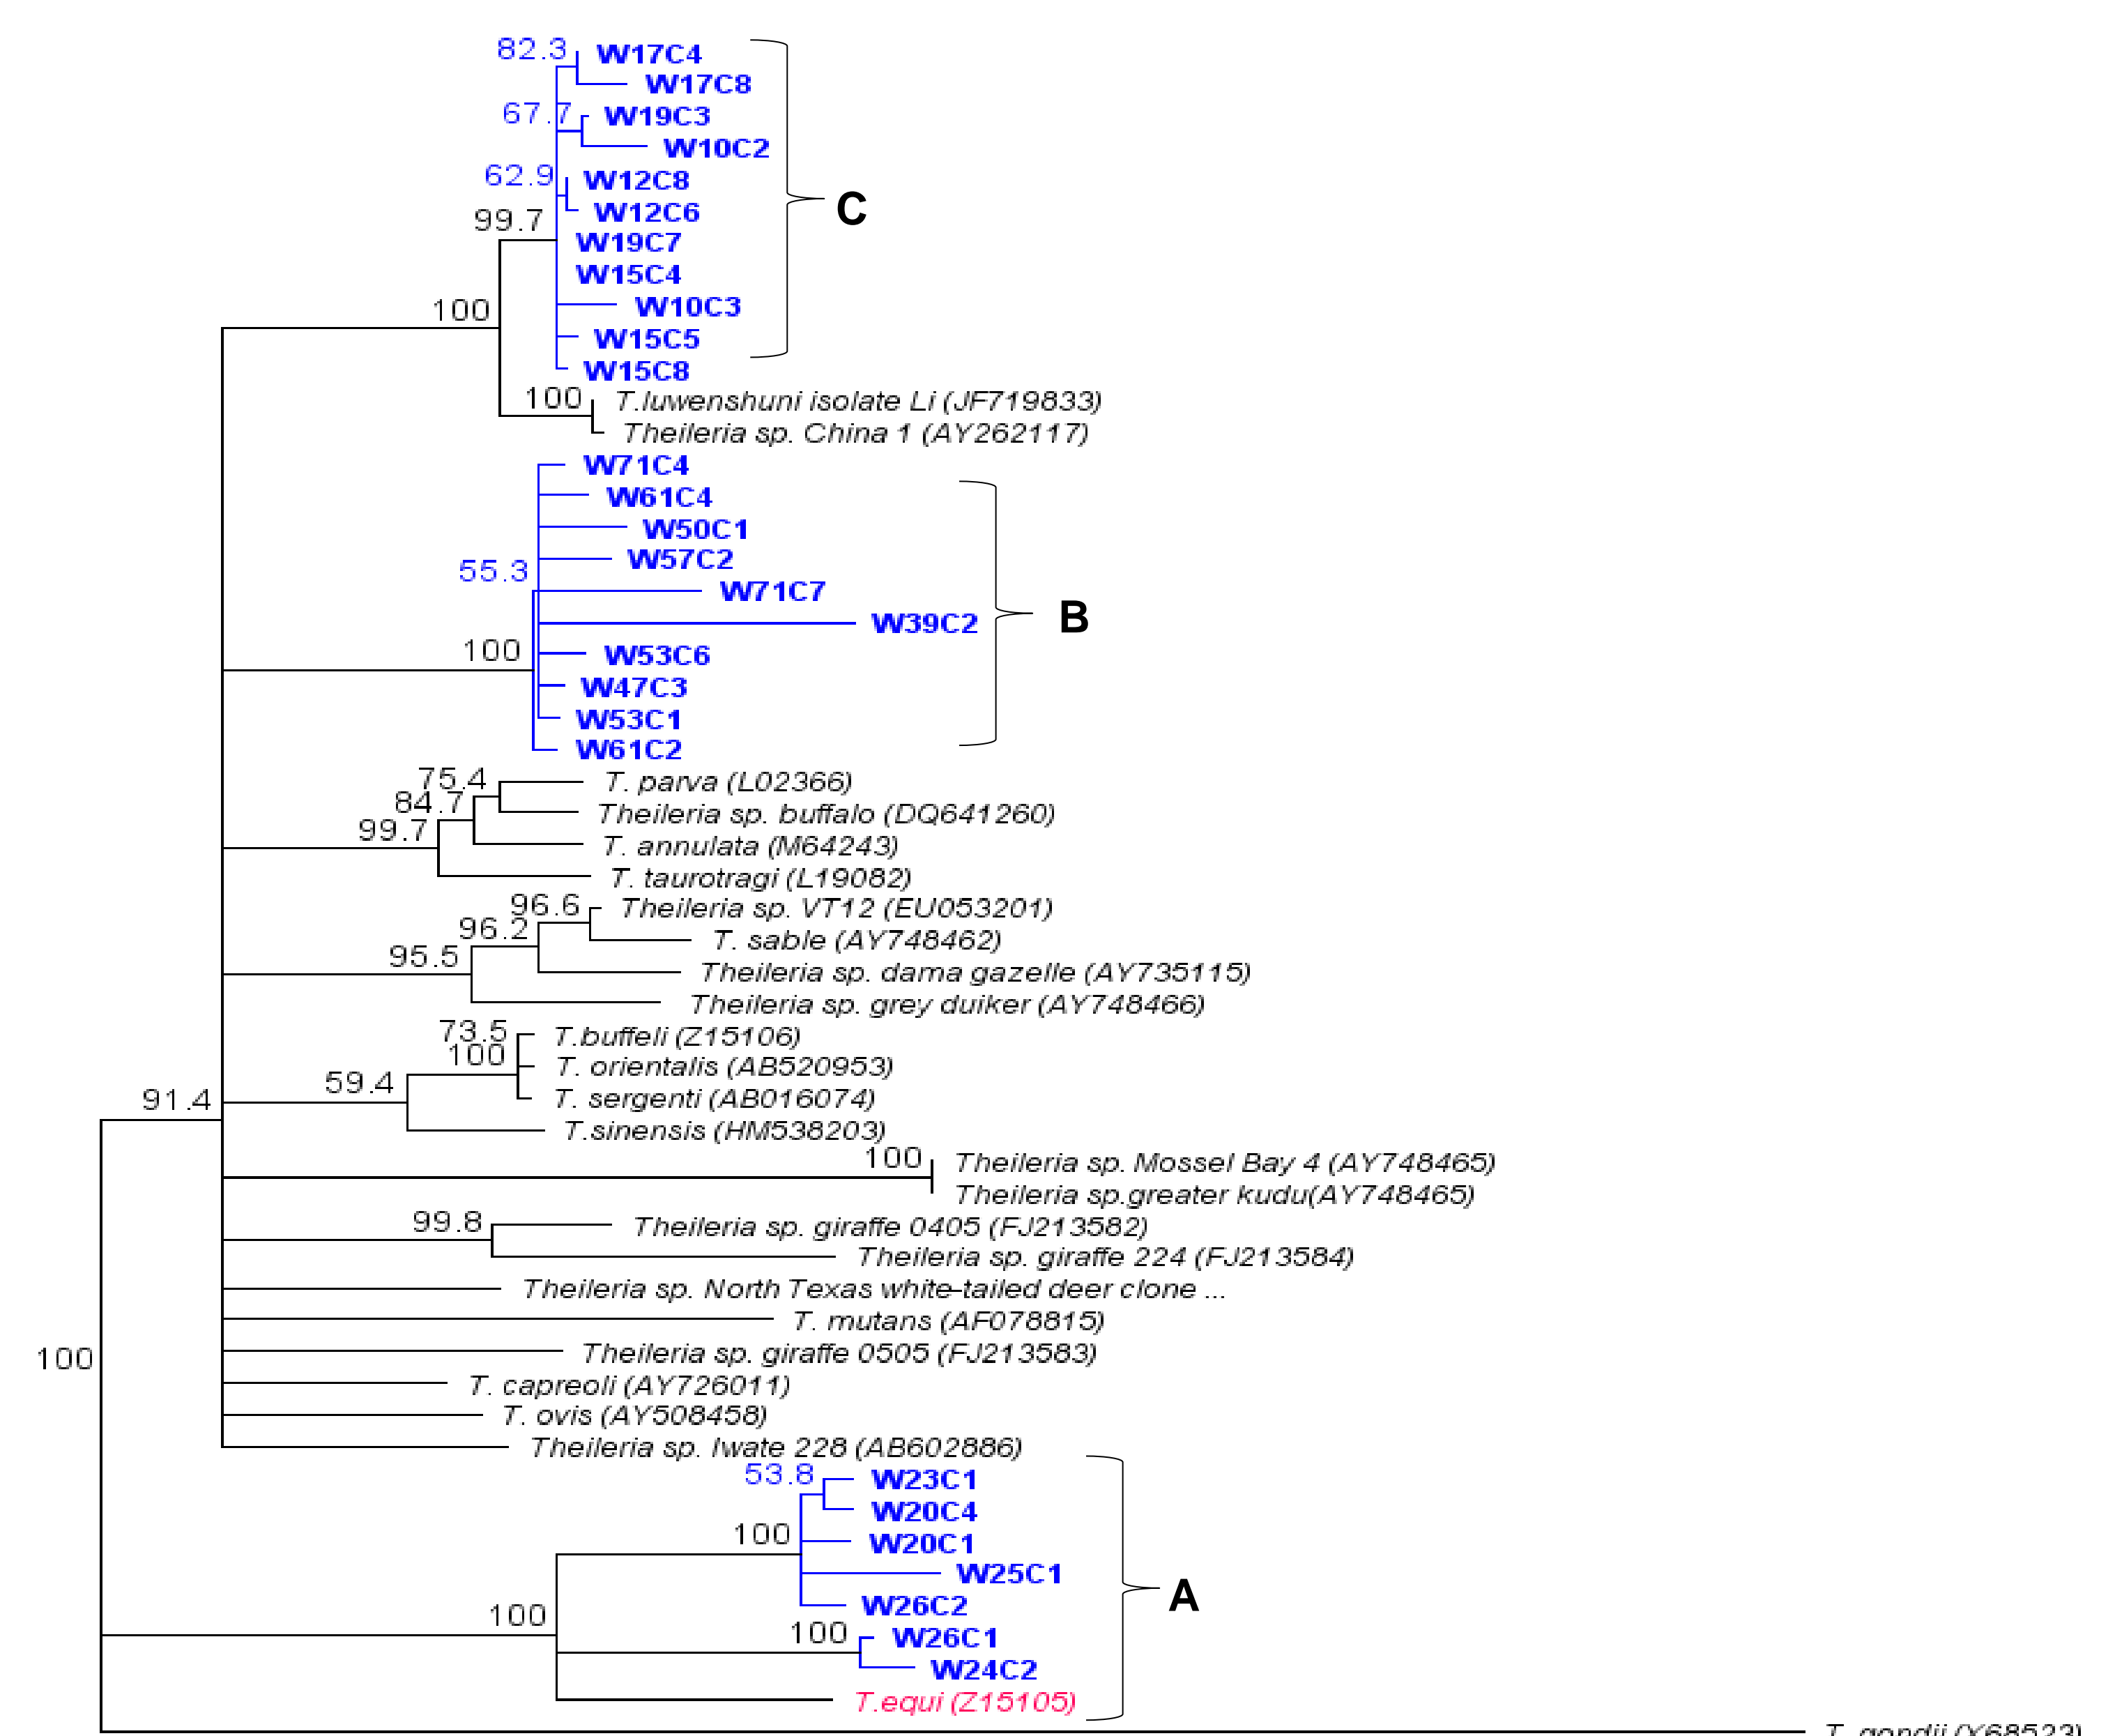 82.3 W17C4
W17C8
67.7 W19C3
W10C2
62.9 W12C8
C
W12C6
99.7
W19C7
W15C4
100 W10C3
W15C5
W15C8
100 T.luwenshuni isolate Li (JF719833)
Theileria sp. China 1 (AY262117)
W71C4
W61C4
W50C1
W57C2
55.3
W71C7
B
W39C2
100 W53C6
W47C3
W53C1
W61C2
75.4 T. parva (L02366)
84.7 Theileria sp. buffalo (DQ641260)
99.7 T. annulata (M64243)
T. taurotragi (L19082)
96.6 Theileria sp. VT12 (EU053201)
96.2 T. sable (AY748462)
95.5 Theileria sp. dama gazelle (AY735115)
Theileria sp. grey duiker (AY748466)
73.5 T.buffeli (Z15106)
100 T. orientalis (AB520953)
59.4 T. sergenti (AB016074)
91.4 T.sinensis (HM538203)
100 Theileria sp. Mossel Bay 4 (AY748465)
Theileria sp.greater kudu(AY748465)
99.8 Theileria sp. giraffe 0405 (FJ213582)
Theileria sp. giraffe 224 (FJ213584)
Theileria sp. North Texas white-tailed deer clone ...
T. mutans (AF078815)
100 Theileria sp. giraffe 0505 (FJ213583)
T. capreoli (AY726011)
T. ovis (AY508458)
Theileria sp. Iwate 228 (AB602886)
53.8 W23C1
W20C4
100 W20C1
W25C1
A
100 W26C2
100 W26C1
W24C2
T.equi (Z15105)
T. gondii (X68523)